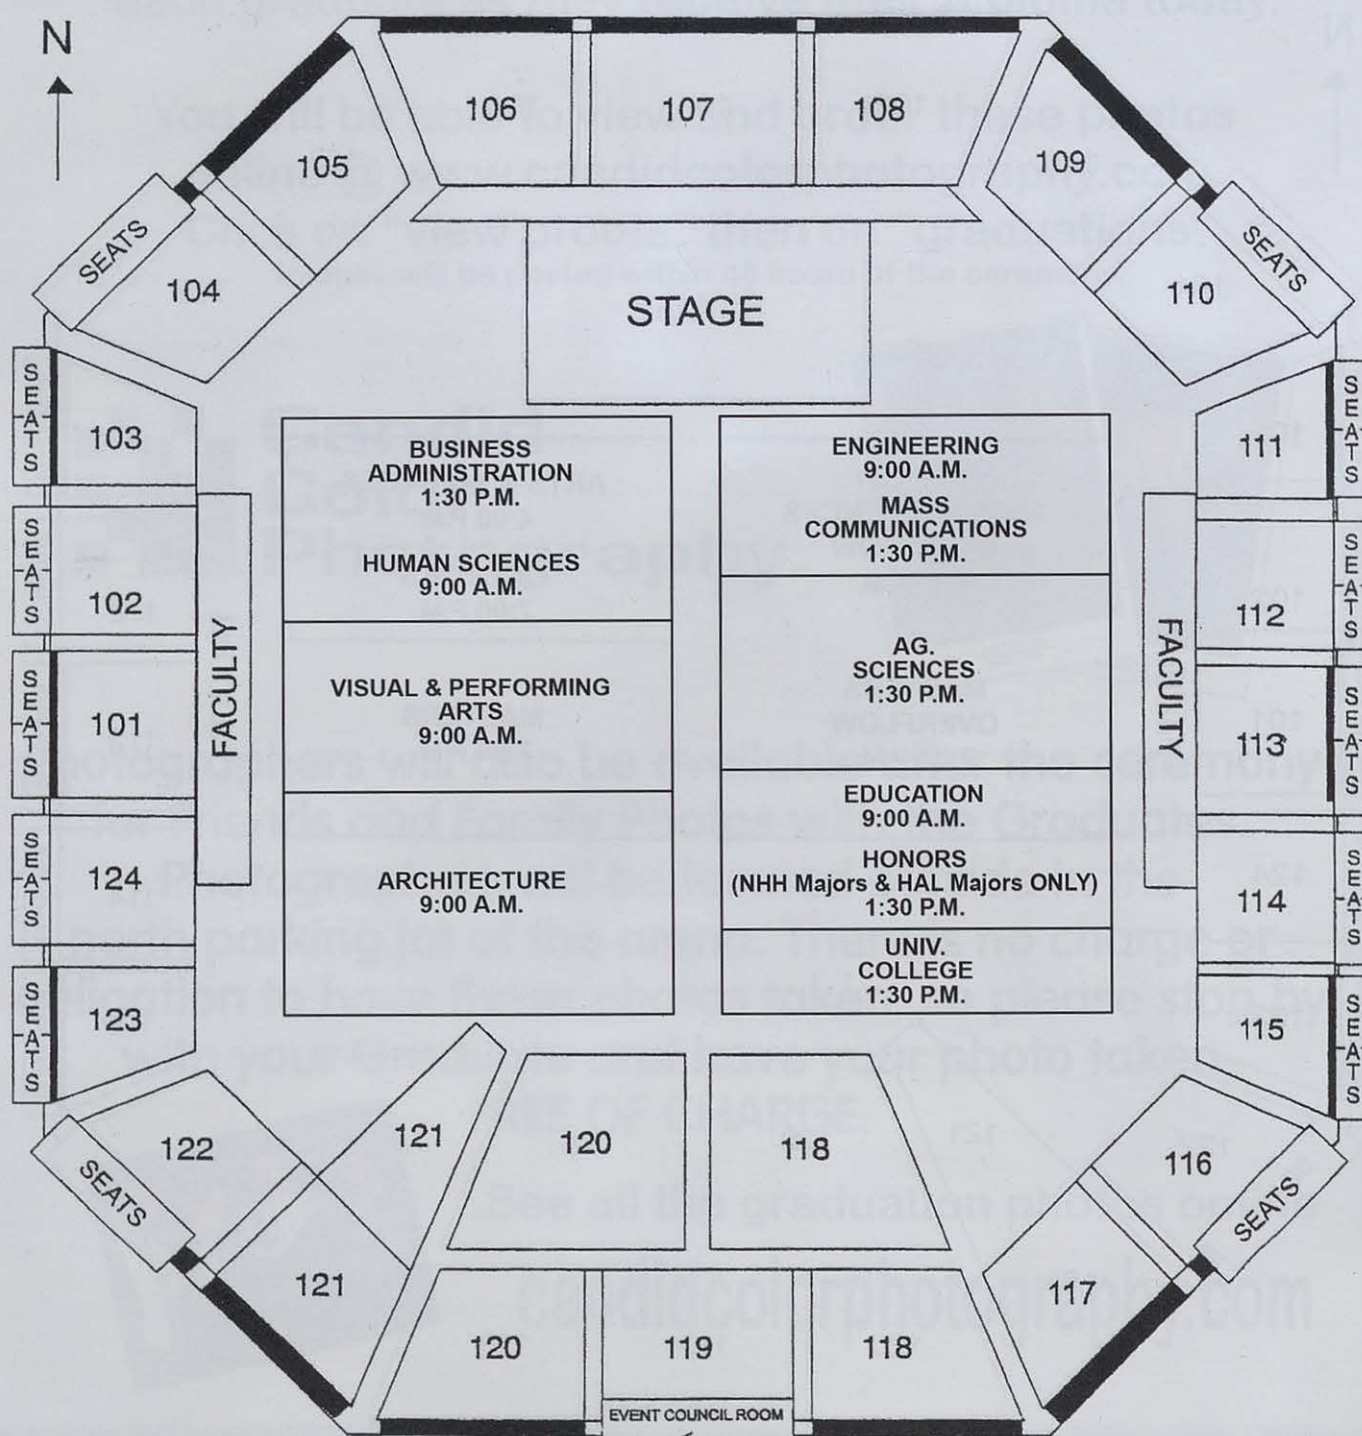 N
106
107
108
105
109
SEATS
104
STAGE
110
SEATS
SEATS
103
BUSINESS
ADMINISTRATION
1:30 P.M.
HUMAN SCIENCES
9:00 A.M.
ENGINEERING
9:00 A.M.
MASS
COMMUNICATIONS
1:30 P.M.
111
SEATS
SEATS
102
FACULTY
VISUAL & PERFORMING
ARTS
9:00 A.M.
AG.
SCIENCES
1:30 P.M.
FACULTY
112
SEATS
SEATS
101
113
SEATS
SEATS
124
ARCHITECTURE
9:00 A.M.
EDUCATION
9:00 A.M.
HONORS
(NHH Majors & HAL Majors ONLY)
1:30 P.M.
114
SEATS
SEATS
123
UNIV.
COLLEGE
1:30 P.M.
115
SEATS
122
121
120
118
116
SEATS
SEATS
121
117
120
119
118
EVENT COUNCIL ROOM